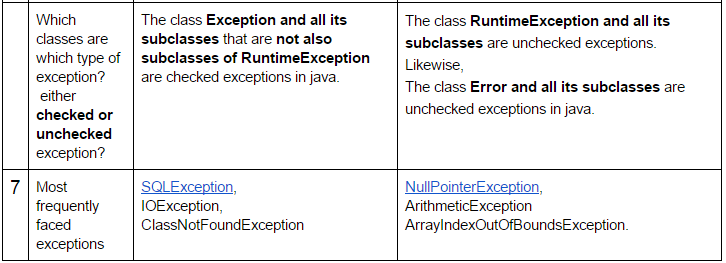 Which
classes are
which type of
exception?
either
checked or
unchecked
exception?
The class Exception and all its
subclasses that are not also
subclasses of RuntimeException
are checked exceptions in java.
The class RuntimeException and all its
subclasses are unchecked exceptions.
Likewise,
The class Error and all its subclasses are
unchecked exceptions in java.
7
Most
frequently
faced
exceptions
SQLException,
IOException,
ClassNotFoundException
NullPointerException,
ArithmeticException
ArrayIndexOutOfBoundsException.